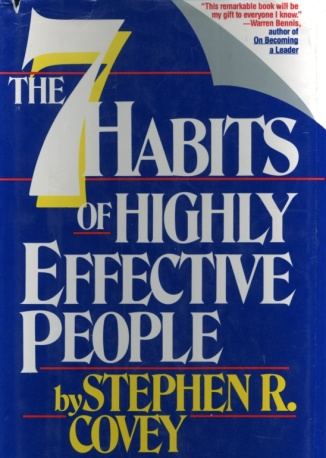 "This remarkable book will be
my gift to everyone I know."
—Warren Bennis,
author of
On Becoming
a Leader
THE 7 HABITS
OF HIGHLY
EFFECTIVE
PEOPLE
by STEPHEN R.
COVEY